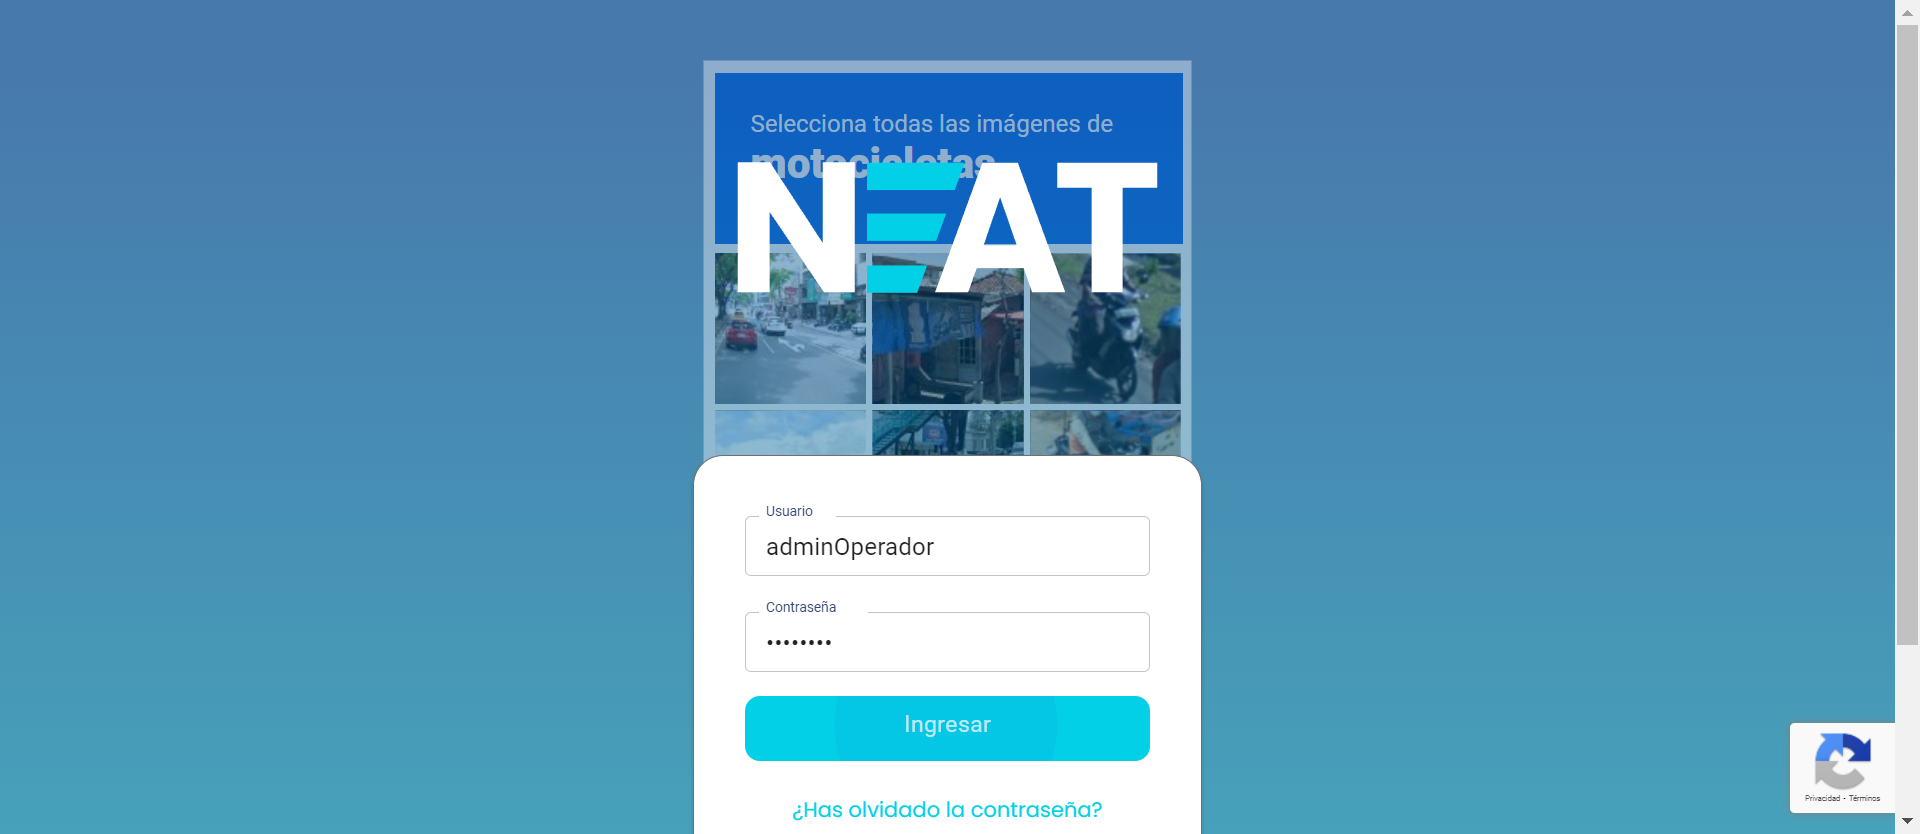 Selecciona todas las imágenes de
motocicletas
NEAT
Usuario
adminOperador
Contraseña
••••••••
Ingresar
¿Has olvidado la contraseña?
Privacidad - Términos